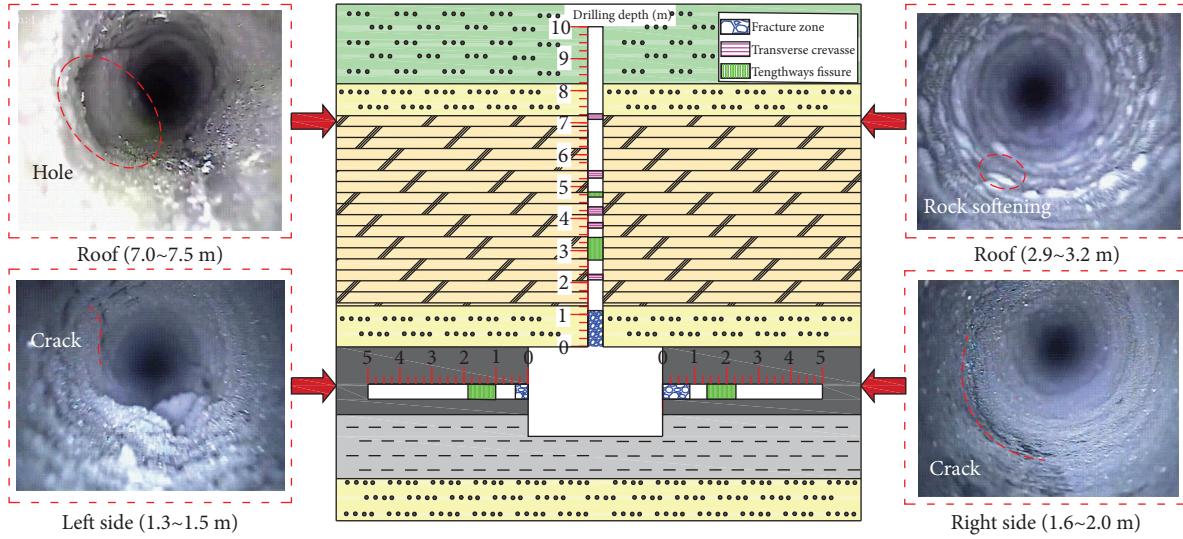 Hole
Roof (7.0~7.5 m)
Crack
Left side (1.3~1.5 m)
Drilling depth (m)
10
9
8
7
6
5
4
3
2
1
0
Fracture zone
Transverse crevasse
Tengthways fissure
5 4 3 2 1 0
0 1 2 3 4 5
Rock softening
Roof (2.9~3.2 m)
Crack
Right side (1.6~2.0 m)